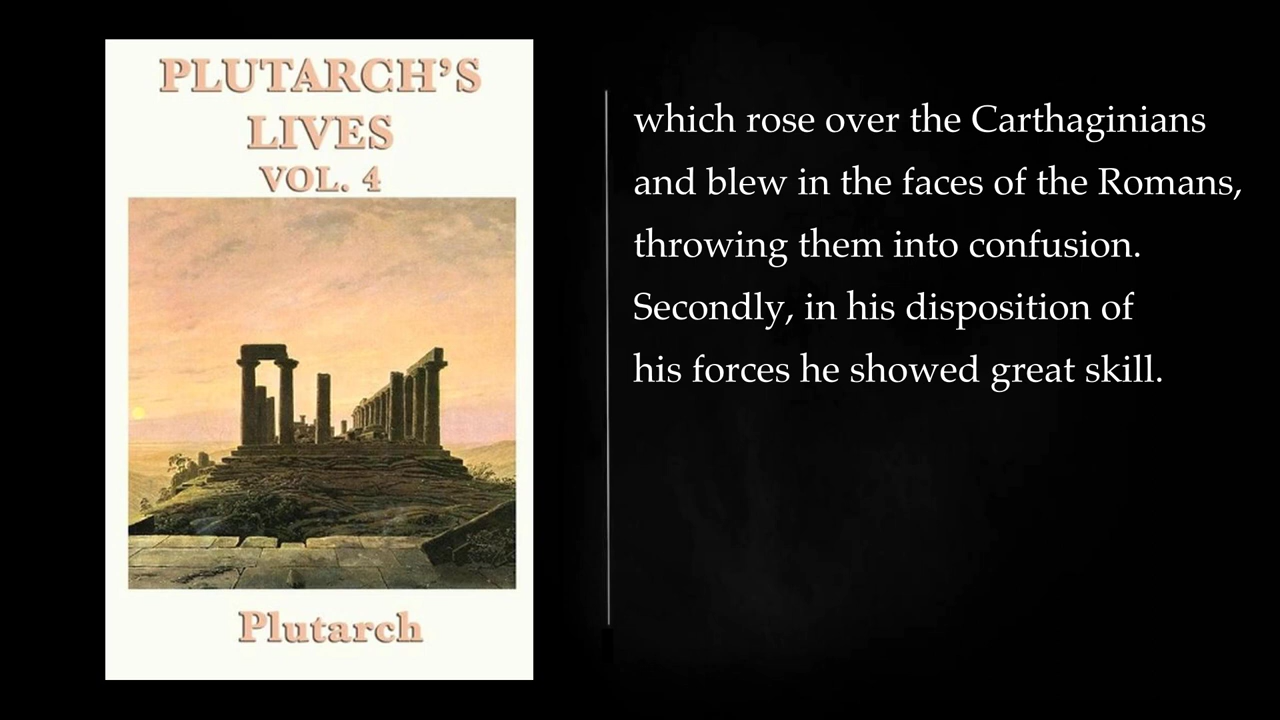 PLUTARCH'S
LIVES
VOL. 4
Plutarch
which rose over the Carthaginians
and blew in the faces of the Romans,
throwing them into confusion.
Secondly, in his disposition of
his forces he showed great skill.